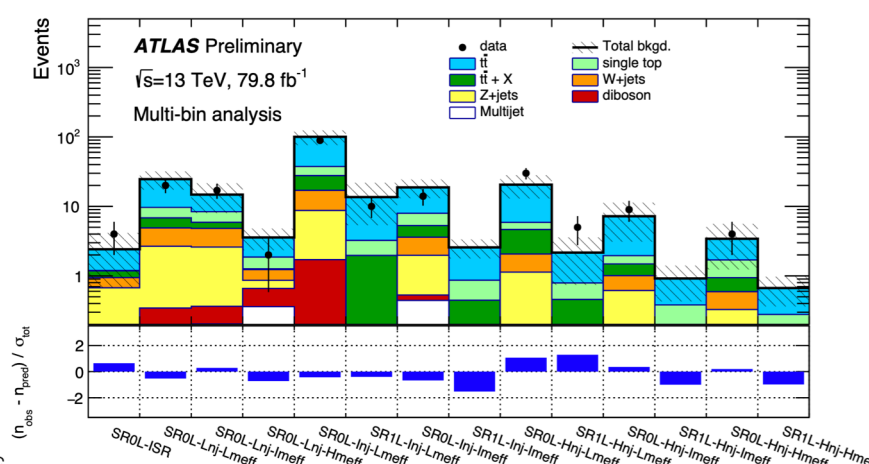 Events
10³
10²
10
1
ATLAS Preliminary
√s=13 TeV, 79.8 fb⁻¹
Multi-bin analysis
data
tt̄
tt̄ + X
Z+jets
Multijet
Total bkgd.
single top
W+jets
diboson
(n_obs - n_pred) / σ_tot
2
0
−2
SR0L-ISR
SR0L-Lnj-Lmeff
SR0L-Lnj-Imeff
SR0L-Lnj-Hmeff
SR0L-Inj-Lmeff
SR1L-Inj-Lmeff
SR0L-Inj-Imeff
SR1L-Inj-Imeff
SR0L-Hnj-Lmeff
SR1L-Hnj-Lmeff
SR0L-Hnj-Imeff
SR1L-Hnj-Imeff
SR0L-Hnj-Hmeff
SR1L-Hnj-Hme